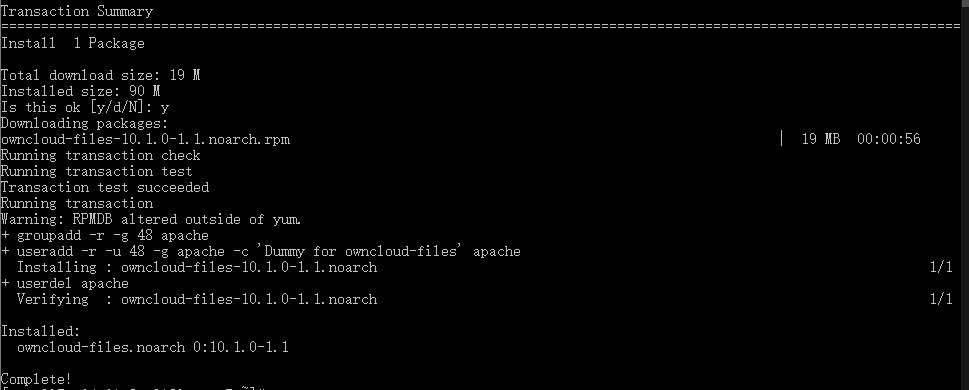 Transaction Summary
================================================================================
Install  1 Package
Total download size: 19 M
Installed size: 90 M
Is this ok [y/d/N]: y
Downloading packages:
owncloud-files-10.1.0-1.1.noarch.rpm | 19 MB 00:00:56
Running transaction check
Running transaction test
Transaction test succeeded
Running transaction
Warning: RPMDB altered outside of yum.
+ groupadd -r -g 48 apache
+ useradd -r -u 48 -g apache -c 'Dummy for owncloud-files' apache
  Installing : owncloud-files-10.1.0-1.1.noarch 1/1
+ userdel apache
  Verifying  : owncloud-files-10.1.0-1.1.noarch 1/1
Installed:
  owncloud-files.noarch 0:10.1.0-1.1
Complete!